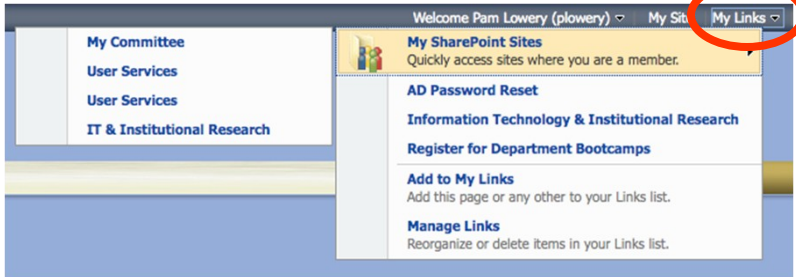 Welcome Pam Lowery (plowery) My Site My Links
My SharePoint Sites
Quickly access sites where you are a member.
My Committee
User Services
User Services
IT & Institutional Research
AD Password Reset
Information Technology & Institutional Research
Register for Department Bootcamps
Add to My Links
Add this page or any other to your Links list.
Manage Links
Reorganize or delete items in your Links list.